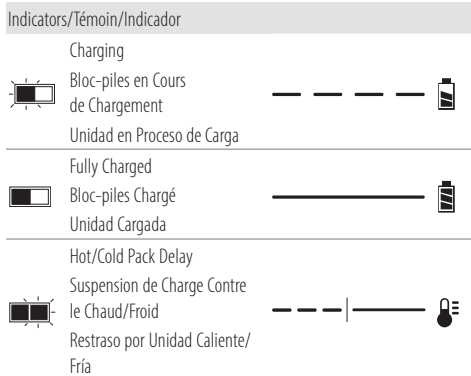 Indicators/Témoin/Indicador
Charging
Bloc-piles en Cours
de Chargement
Unidad en Proceso de Carga
Fully Charged
Bloc-piles Chargé
Unidad Cargada
Hot/Cold Pack Delay
Suspension de Charge Contre
le Chaud/Froid
Restraso por Unidad Caliente/
Fría